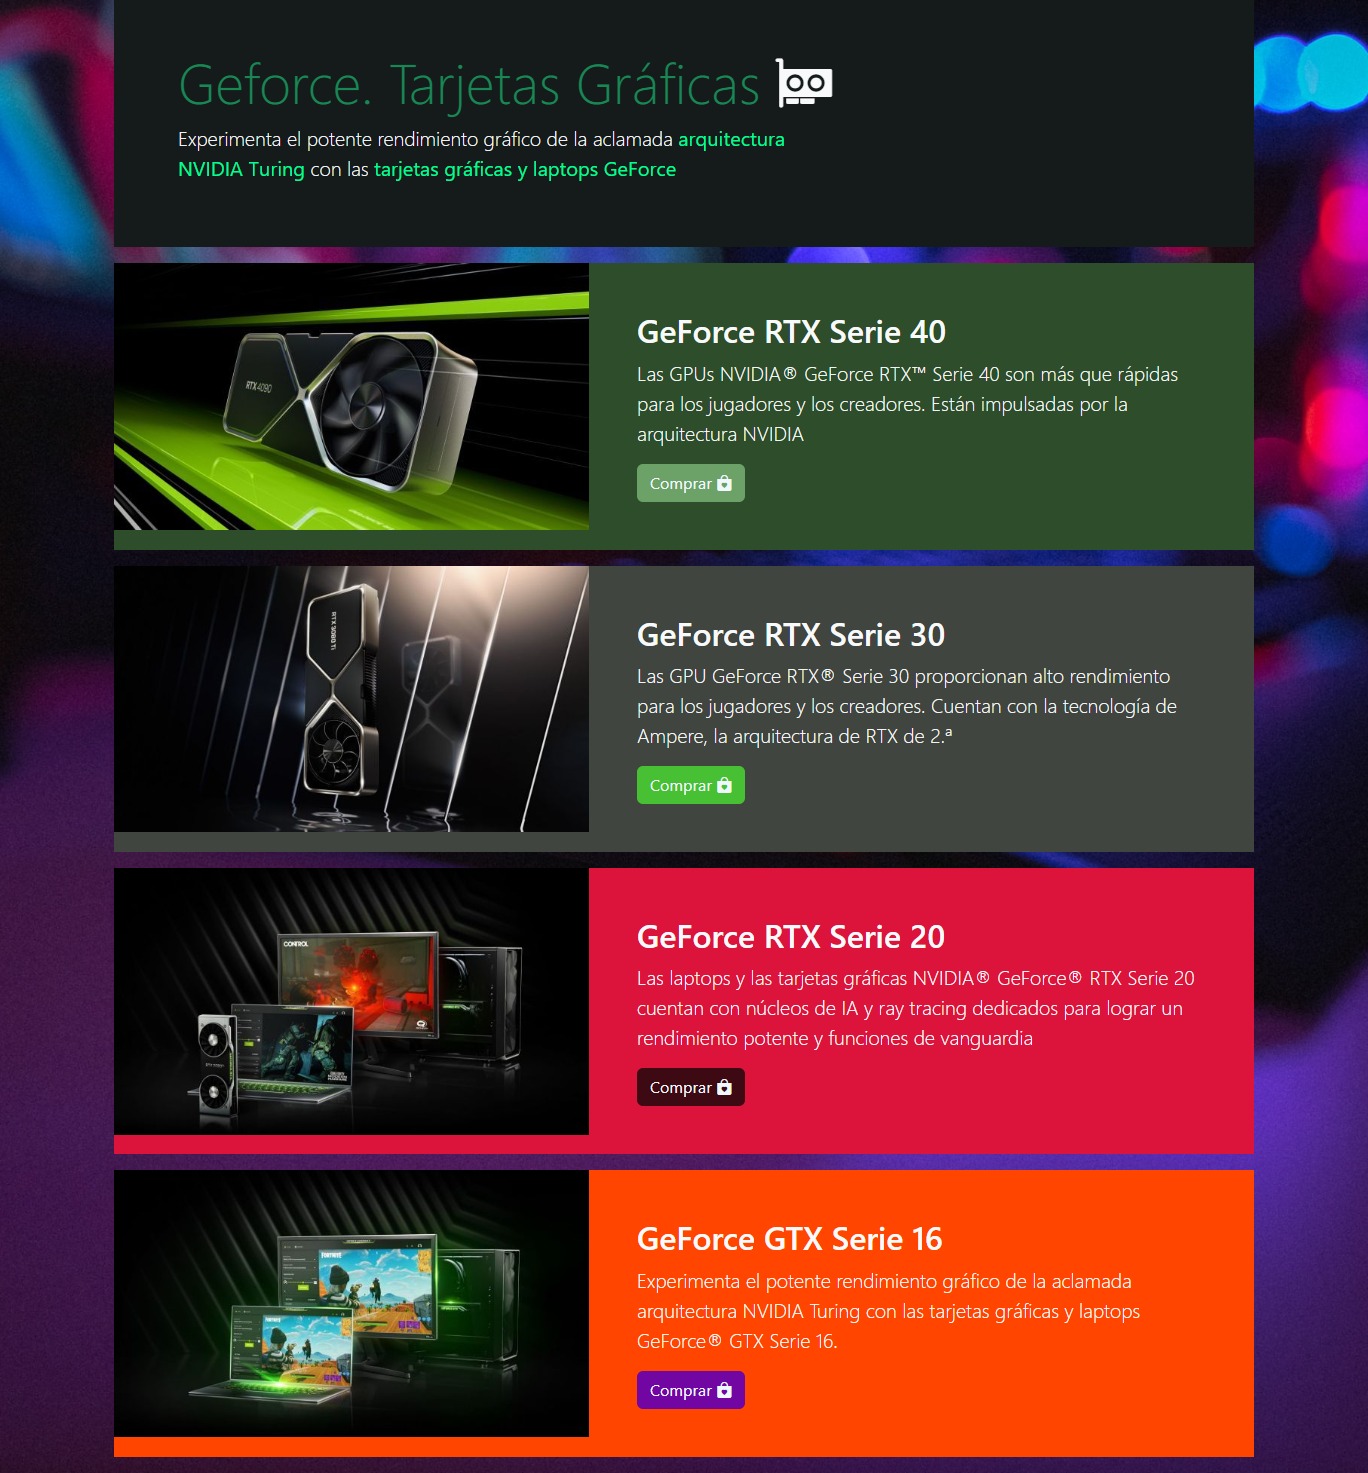 Geforce. Tarjetas Gráficas
Experimenta el potente rendimiento gráfico de la aclamada arquitectura
NVIDIA Turing con las tarjetas gráficas y laptops GeForce
RTX 4090
GeForce RTX Serie 40
Las GPUs NVIDIA® GeForce RTX™ Serie 40 son más que rápidas
para los jugadores y los creadores. Están impulsadas por la
arquitectura NVIDIA
Comprar
RTX 3080 Ti
GeForce RTX Serie 30
Las GPU GeForce RTX® Serie 30 proporcionan alto rendimiento
para los jugadores y los creadores. Cuentan con la tecnología de
Ampere, la arquitectura de RTX de 2.ª
Comprar
CONTROL
GeForce RTX Serie 20
Las laptops y las tarjetas gráficas NVIDIA® GeForce® RTX Serie 20
cuentan con núcleos de IA y ray tracing dedicados para lograr un
rendimiento potente y funciones de vanguardia
Comprar
FORTNITE
FORTNITE
GeForce GTX Serie 16
Experimenta el potente rendimiento gráfico de la aclamada
arquitectura NVIDIA Turing con las tarjetas gráficas y laptops
GeForce® GTX Serie 16.
Comprar